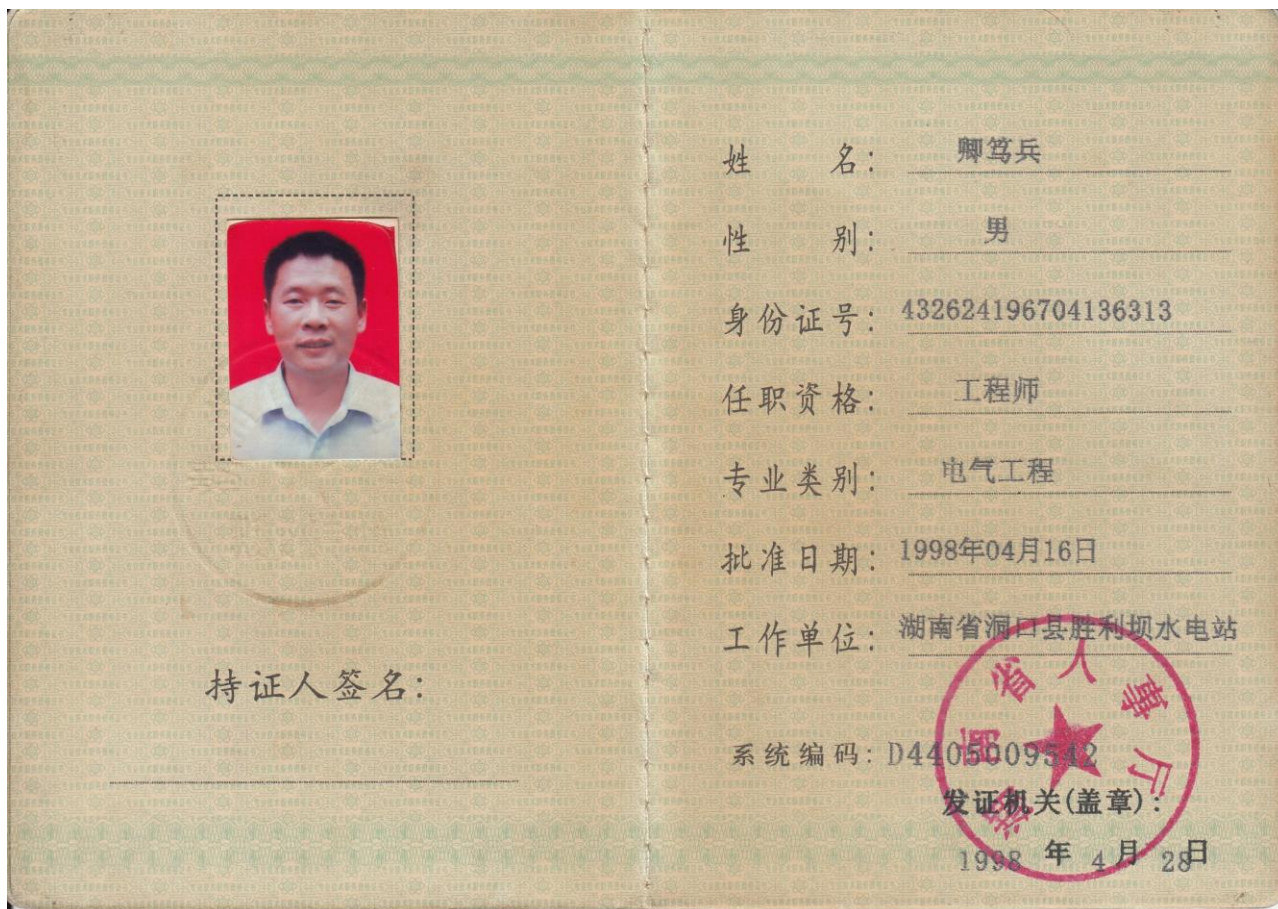 持证人签名:
姓 名: 卿笃兵
性 别: 男
身份证号: 432624196704136313
任职资格: 工程师
专业类别: 电气工程
批准日期: 1998年04月16日
工作单位: 湖南省洞口县胜利坝水电站
系统编码: D4405009542
湖南省人事厅
发证机关(盖章):
1998 年 4 月 28日